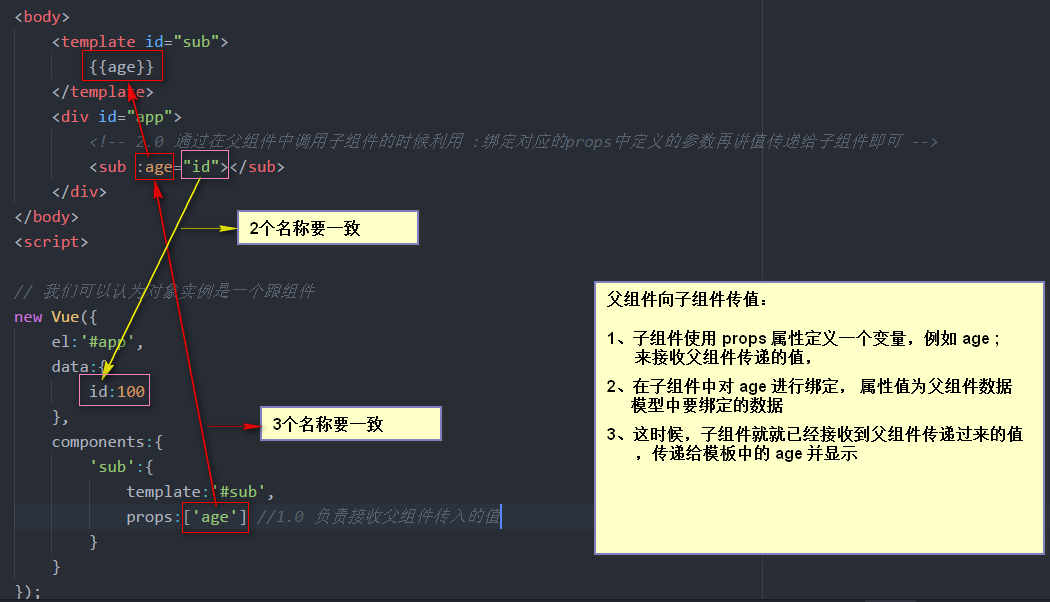 <body>
<template id="sub">
{{age}}
</template>
<div id="app">
<!-- 2.0 通过在父组件中调用子组件的时候利用 :绑定对应的props中定义的参数再讲值传递给子组件即可 -->
<sub :age="id"></sub>
</div>
</body>
2个名称要一致
<script>
// 我们可以认为对象实例是一个跟组件
new Vue({
el:'#app',
data:{
id:100
},
3个名称要一致
components:{
'sub':{
template:'#sub',
props:['age'] //1.0 负责接收父组件传入的值
}
}
});
父组件向子组件传值：
1、子组件使用 props 属性定义一个变量，例如 age；
来接收父组件传递的值，
2、在子组件中对 age 进行绑定， 属性值为父组件数据
模型中要绑定的数据
3、这时候，子组件就就已经接收到父组件传递过来的值
，传递给模板中的 age 并显示